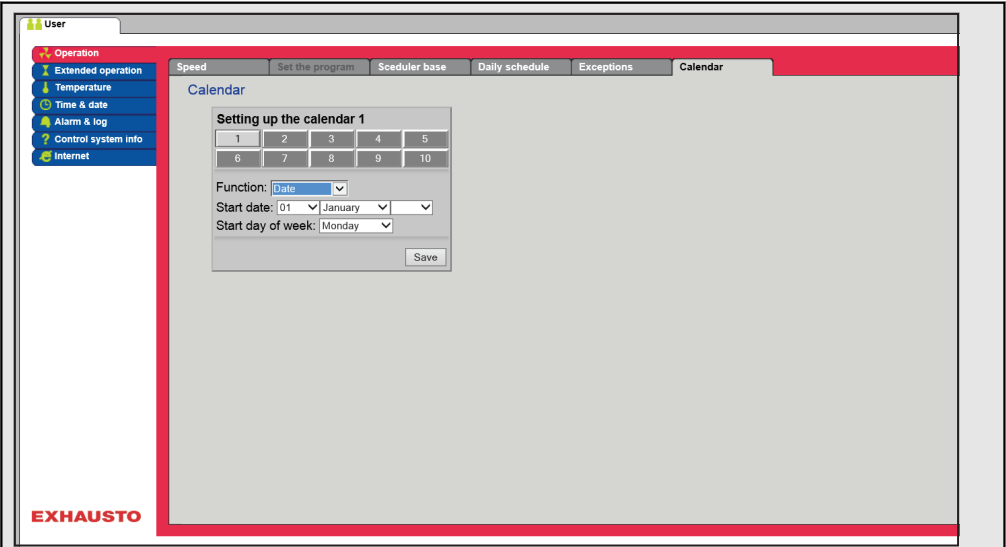 User
Operation
Extended operation
Temperature
Time & date
Alarm & log
Control system info
Internet
Speed Set the program Sceduler base Daily schedule Exceptions Calendar
Calendar
Setting up the calendar 1
1 2 3 4 5
6 7 8 9 10
Function: Date
Start date: 01 January
Start day of week: Monday
Save
EXHAUSTO